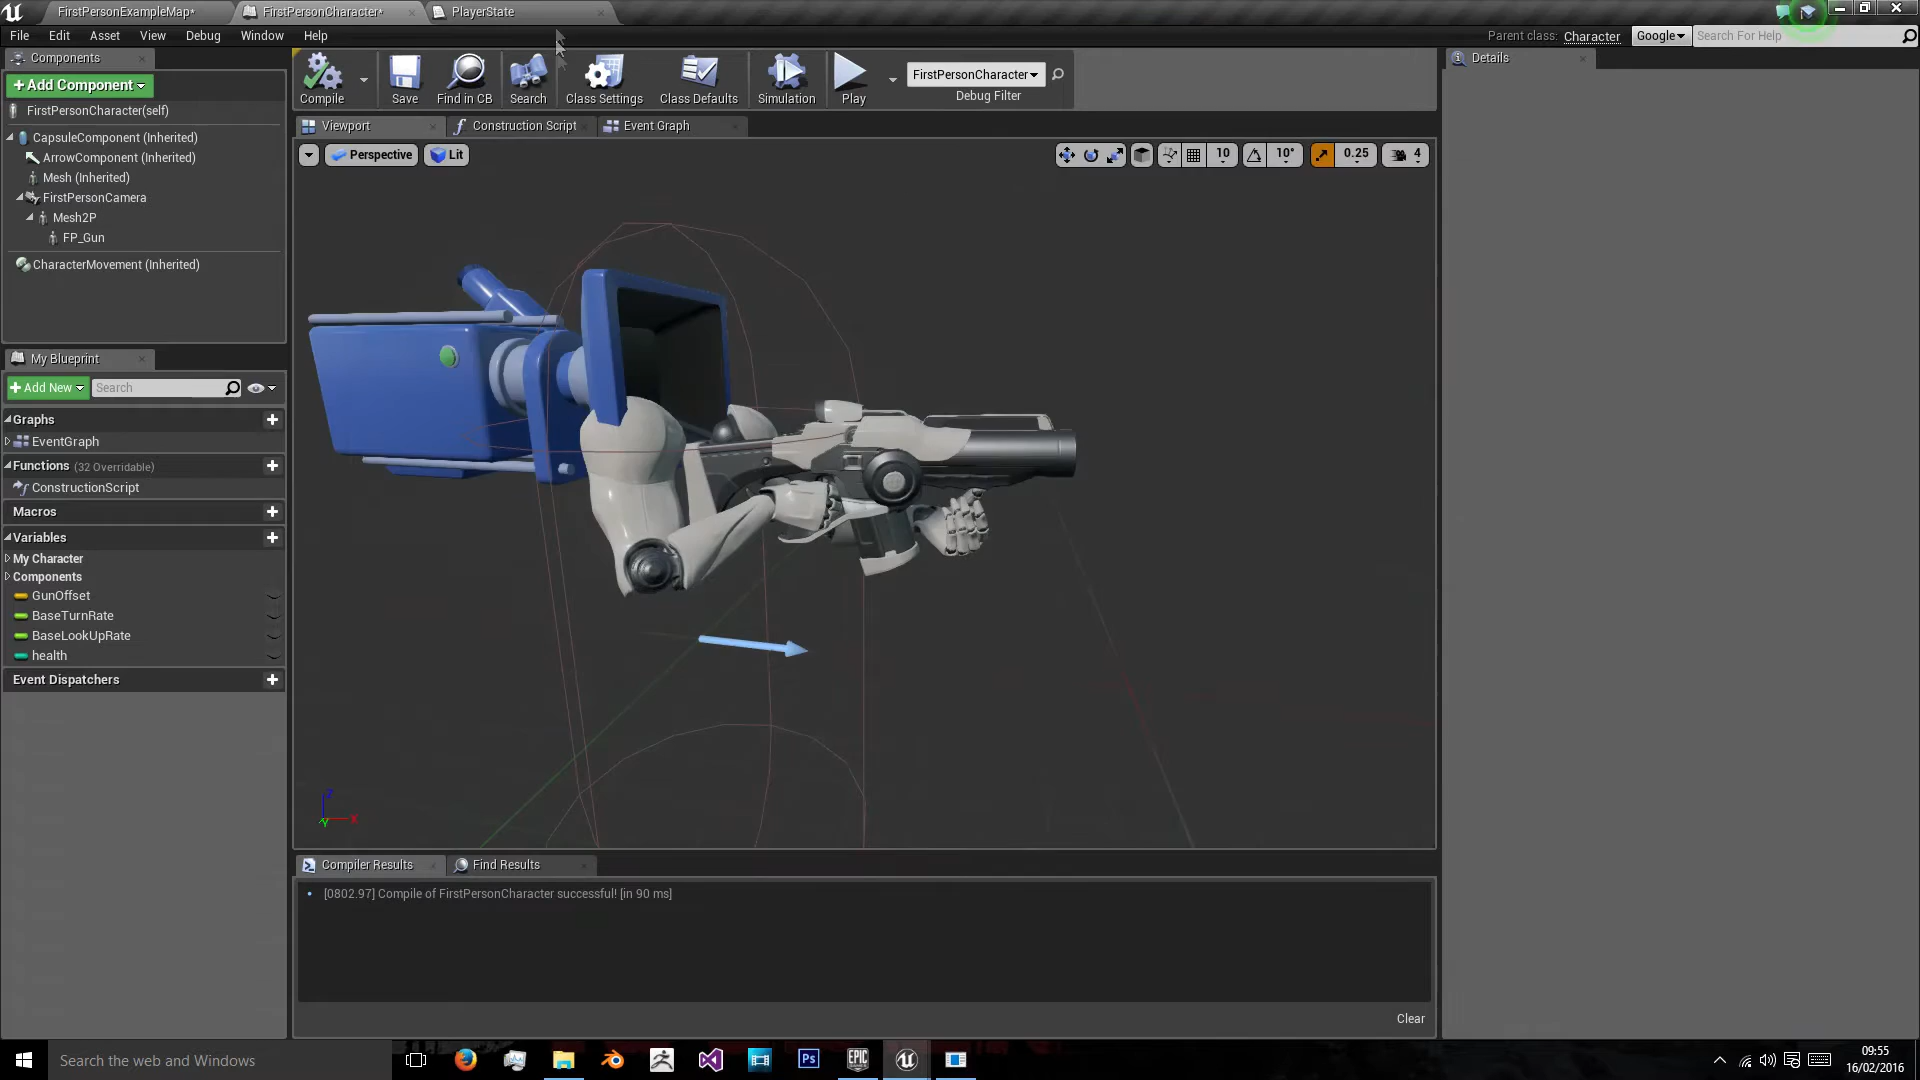 FirstPersonExampleMap*
FirstPersonCharacter*
PlayerState
File Edit Asset View Debug Window Help
Parent class: Character
Google
Search For Help
Components
Details
+Add Component
Compile
Save
Find in CB
Search
Class Settings
Class Defaults
Simulation
Play
FirstPersonCharacter
Debug Filter
FirstPersonCharacter(self)
Viewport
Construction Script
Event Graph
CapsuleComponent (Inherited)
ArrowComponent (Inherited)
Mesh (Inherited)
FirstPersonCamera
Mesh2P
FP_Gun
CharacterMovement (Inherited)
Perspective
Lit
10
10°
0.25
4
My Blueprint
+Add New
Search
Graphs
EventGraph
Functions (32 Overridable)
ConstructionScript
Macros
Variables
My Character
Components
GunOffset
BaseTurnRate
BaseLookUpRate
health
Event Dispatchers
Z
X
Y
Compiler Results
Find Results
[0802.97] Compile of FirstPersonCharacter successful! [in 90 ms]
Clear
Search the web and Windows
Ps
EPIC
09:55
16/02/2016